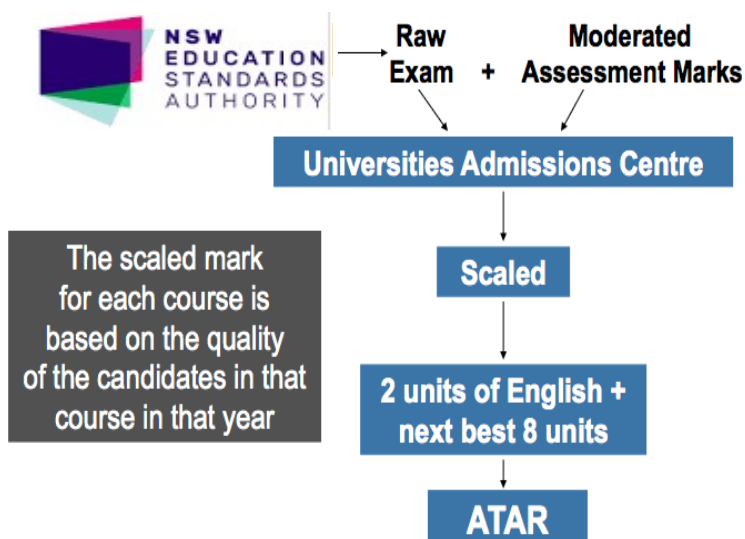 NSW
EDUCATION
STANDARDS
AUTHORITY
Raw
Exam
+
Moderated
Assessment Marks
Universities Admissions Centre
Scaled
The scaled mark
for each course is
based on the quality
of the candidates in that
course in that year
2 units of English +
next best 8 units
ATAR